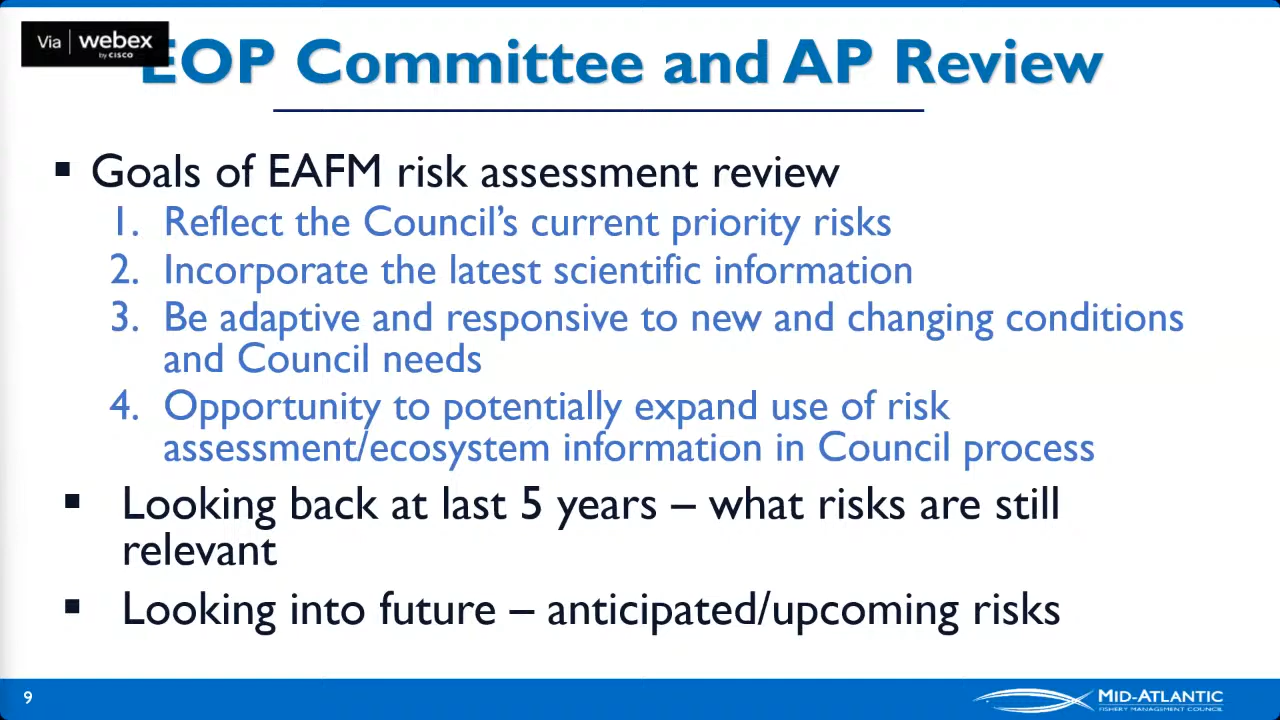 Via webex
by CISCO
EOP Committee and AP Review
▪ Goals of EAFM risk assessment review
1. Reflect the Council's current priority risks
2. Incorporate the latest scientific information
3. Be adaptive and responsive to new and changing conditions
and Council needs
4. Opportunity to potentially expand use of risk
assessment/ecosystem information in Council process
▪ Looking back at last 5 years – what risks are still
relevant
▪ Looking into future – anticipated/upcoming risks
9
MID-ATLANTIC
FISHERY MANAGEMENT COUNCIL